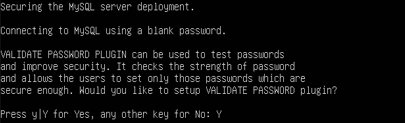 Securing the MySQL server deployment.
Connecting to MySQL using a blank password.
VALIDATE PASSWORD PLUGIN can be used to test passwords
and improve security. It checks the strength of password
and allows the users to set only those passwords which are
secure enough. Would you like to setup VALIDATE PASSWORD plugin?
Press y|Y for Yes, any other key for No: Y